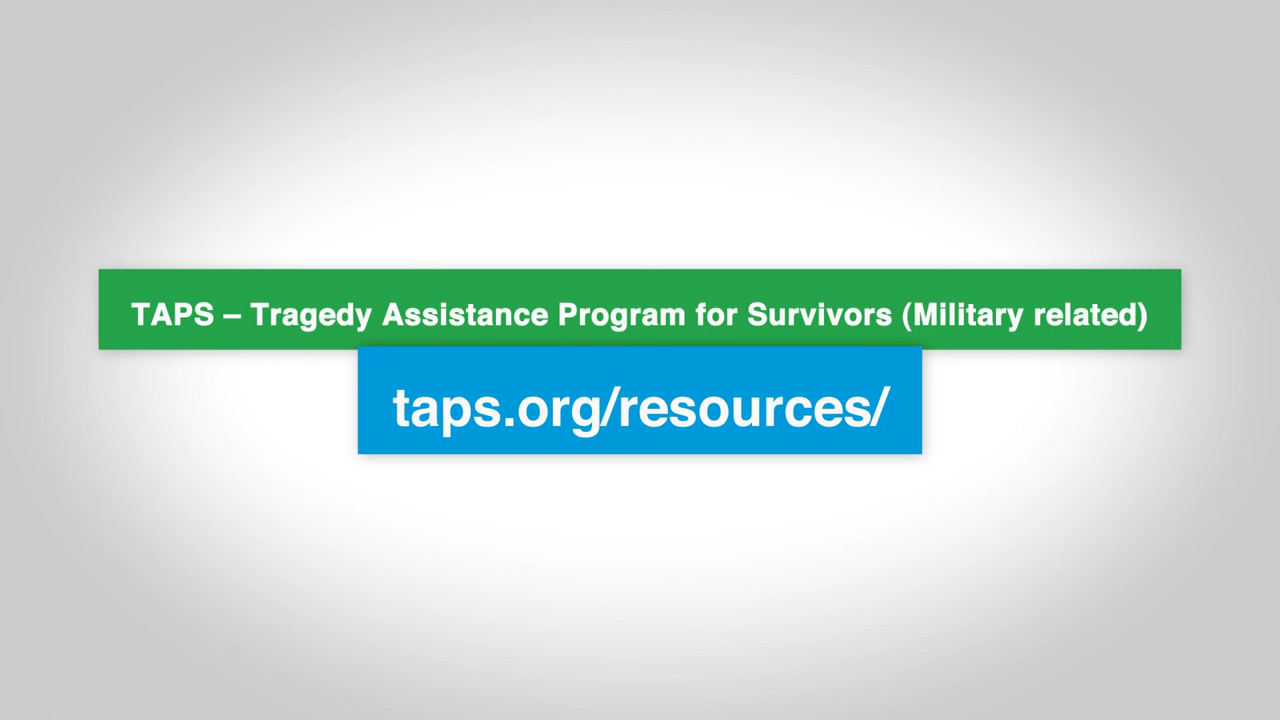 TAPS – Tragedy Assistance Program for Survivors (Military related)
taps.org/resources/